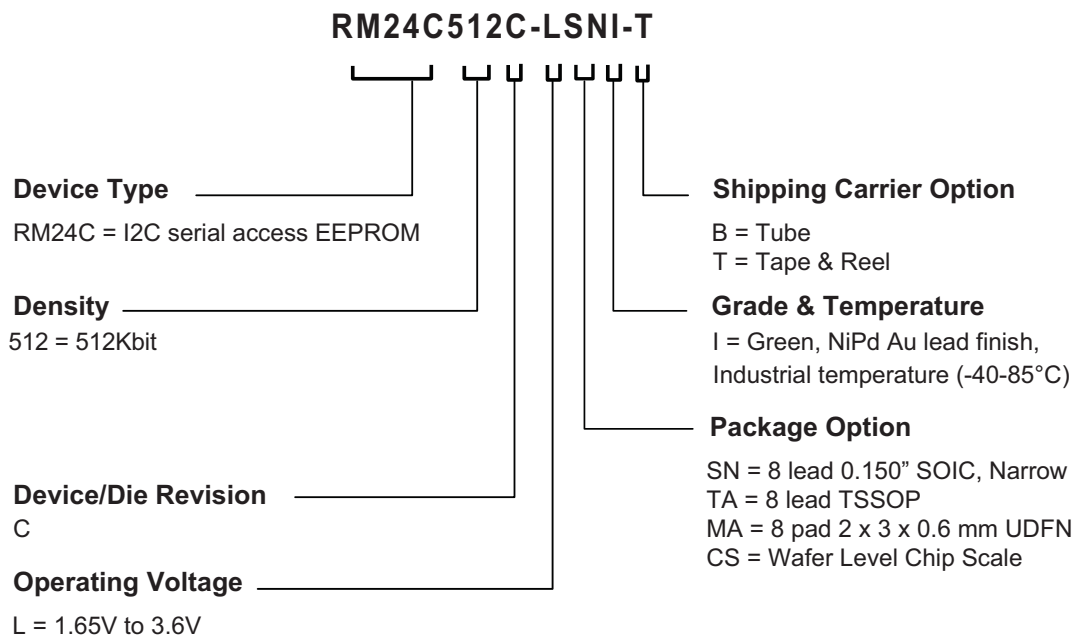 RM24C512C-LSNI-T
Device Type
RM24C = I2C serial access EEPROM
Density
512 = 512Kbit
Device/Die Revision
C
Operating Voltage
L = 1.65V to 3.6V
Shipping Carrier Option
B = Tube
T = Tape & Reel
Grade & Temperature
I = Green, NiPd Au lead finish,
Industrial temperature (-40-85°C)
Package Option
SN = 8 lead 0.150” SOIC, Narrow
TA = 8 lead TSSOP
MA = 8 pad 2 x 3 x 0.6 mm UDFN
CS = Wafer Level Chip Scale